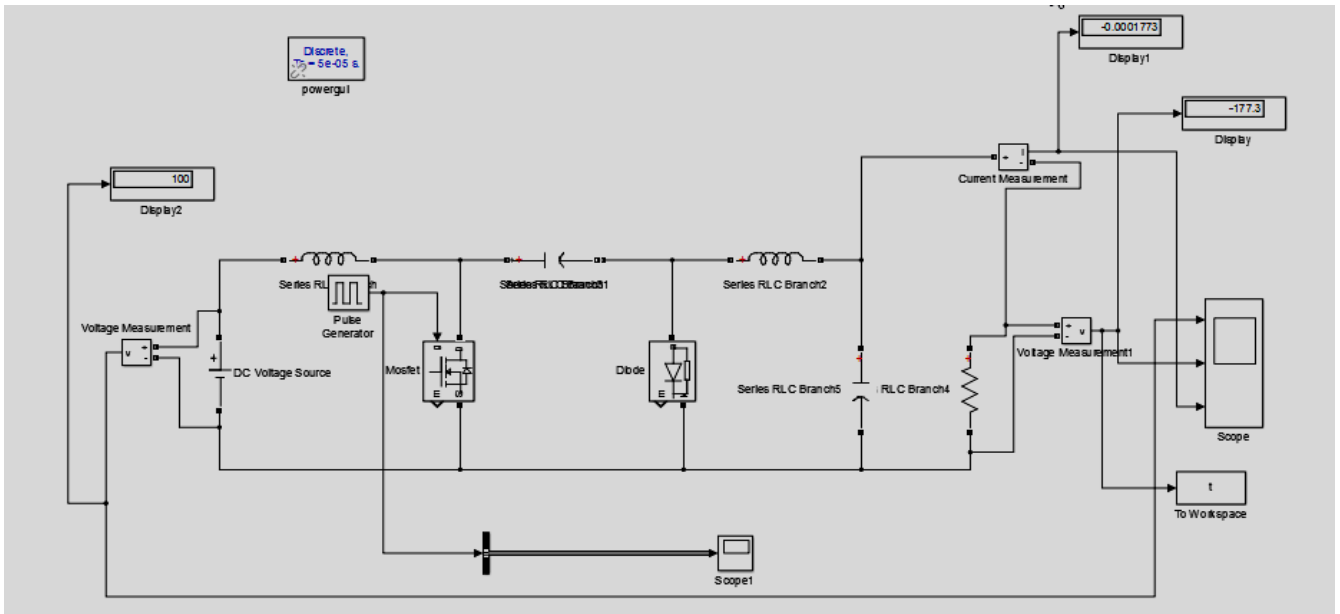 -0.0001773
Display1
Discrete,
= 5e-05 s.
powergui
-177.3
Display
100
Display2
Current Measurement
Series
Series RLC Branch2
Pulse
Generator
Voltage Measurement
v
DC Voltage Source
Mosfet
Diode
Series RLC Branch5
RLC Branch4
Voltage Measurement1
v
Scope
t
To Workspace
Scope1